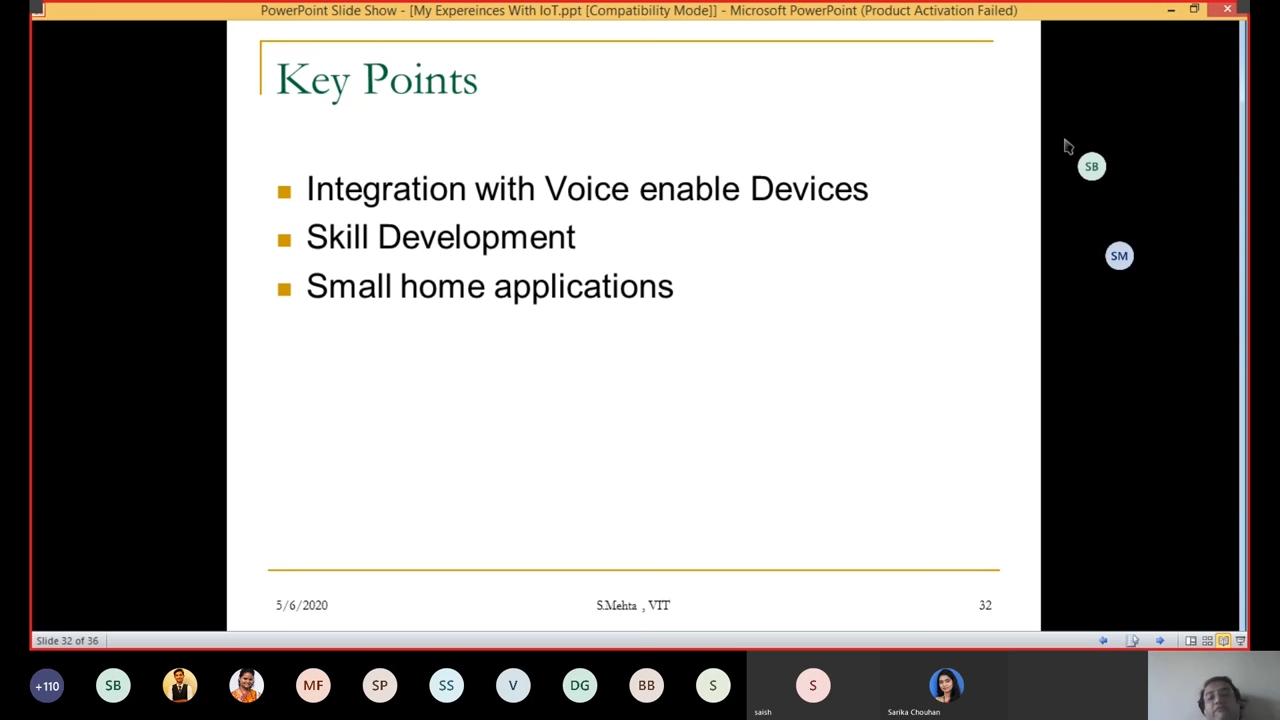 PowerPoint Slide Show - [My Expereinces With IoT.ppt [Compatibility Mode]] - Microsoft PowerPoint (Product Activation Failed)
Key Points
Integration with Voice enable Devices
Skill Development
Small home applications
SB
SM
5/6/2020
S.Mehta , VIT
32
Slide 32 of 36
+110
SB
MF
SP
SS
V
DG
BB
S
S
saish
Sarika Chouhan